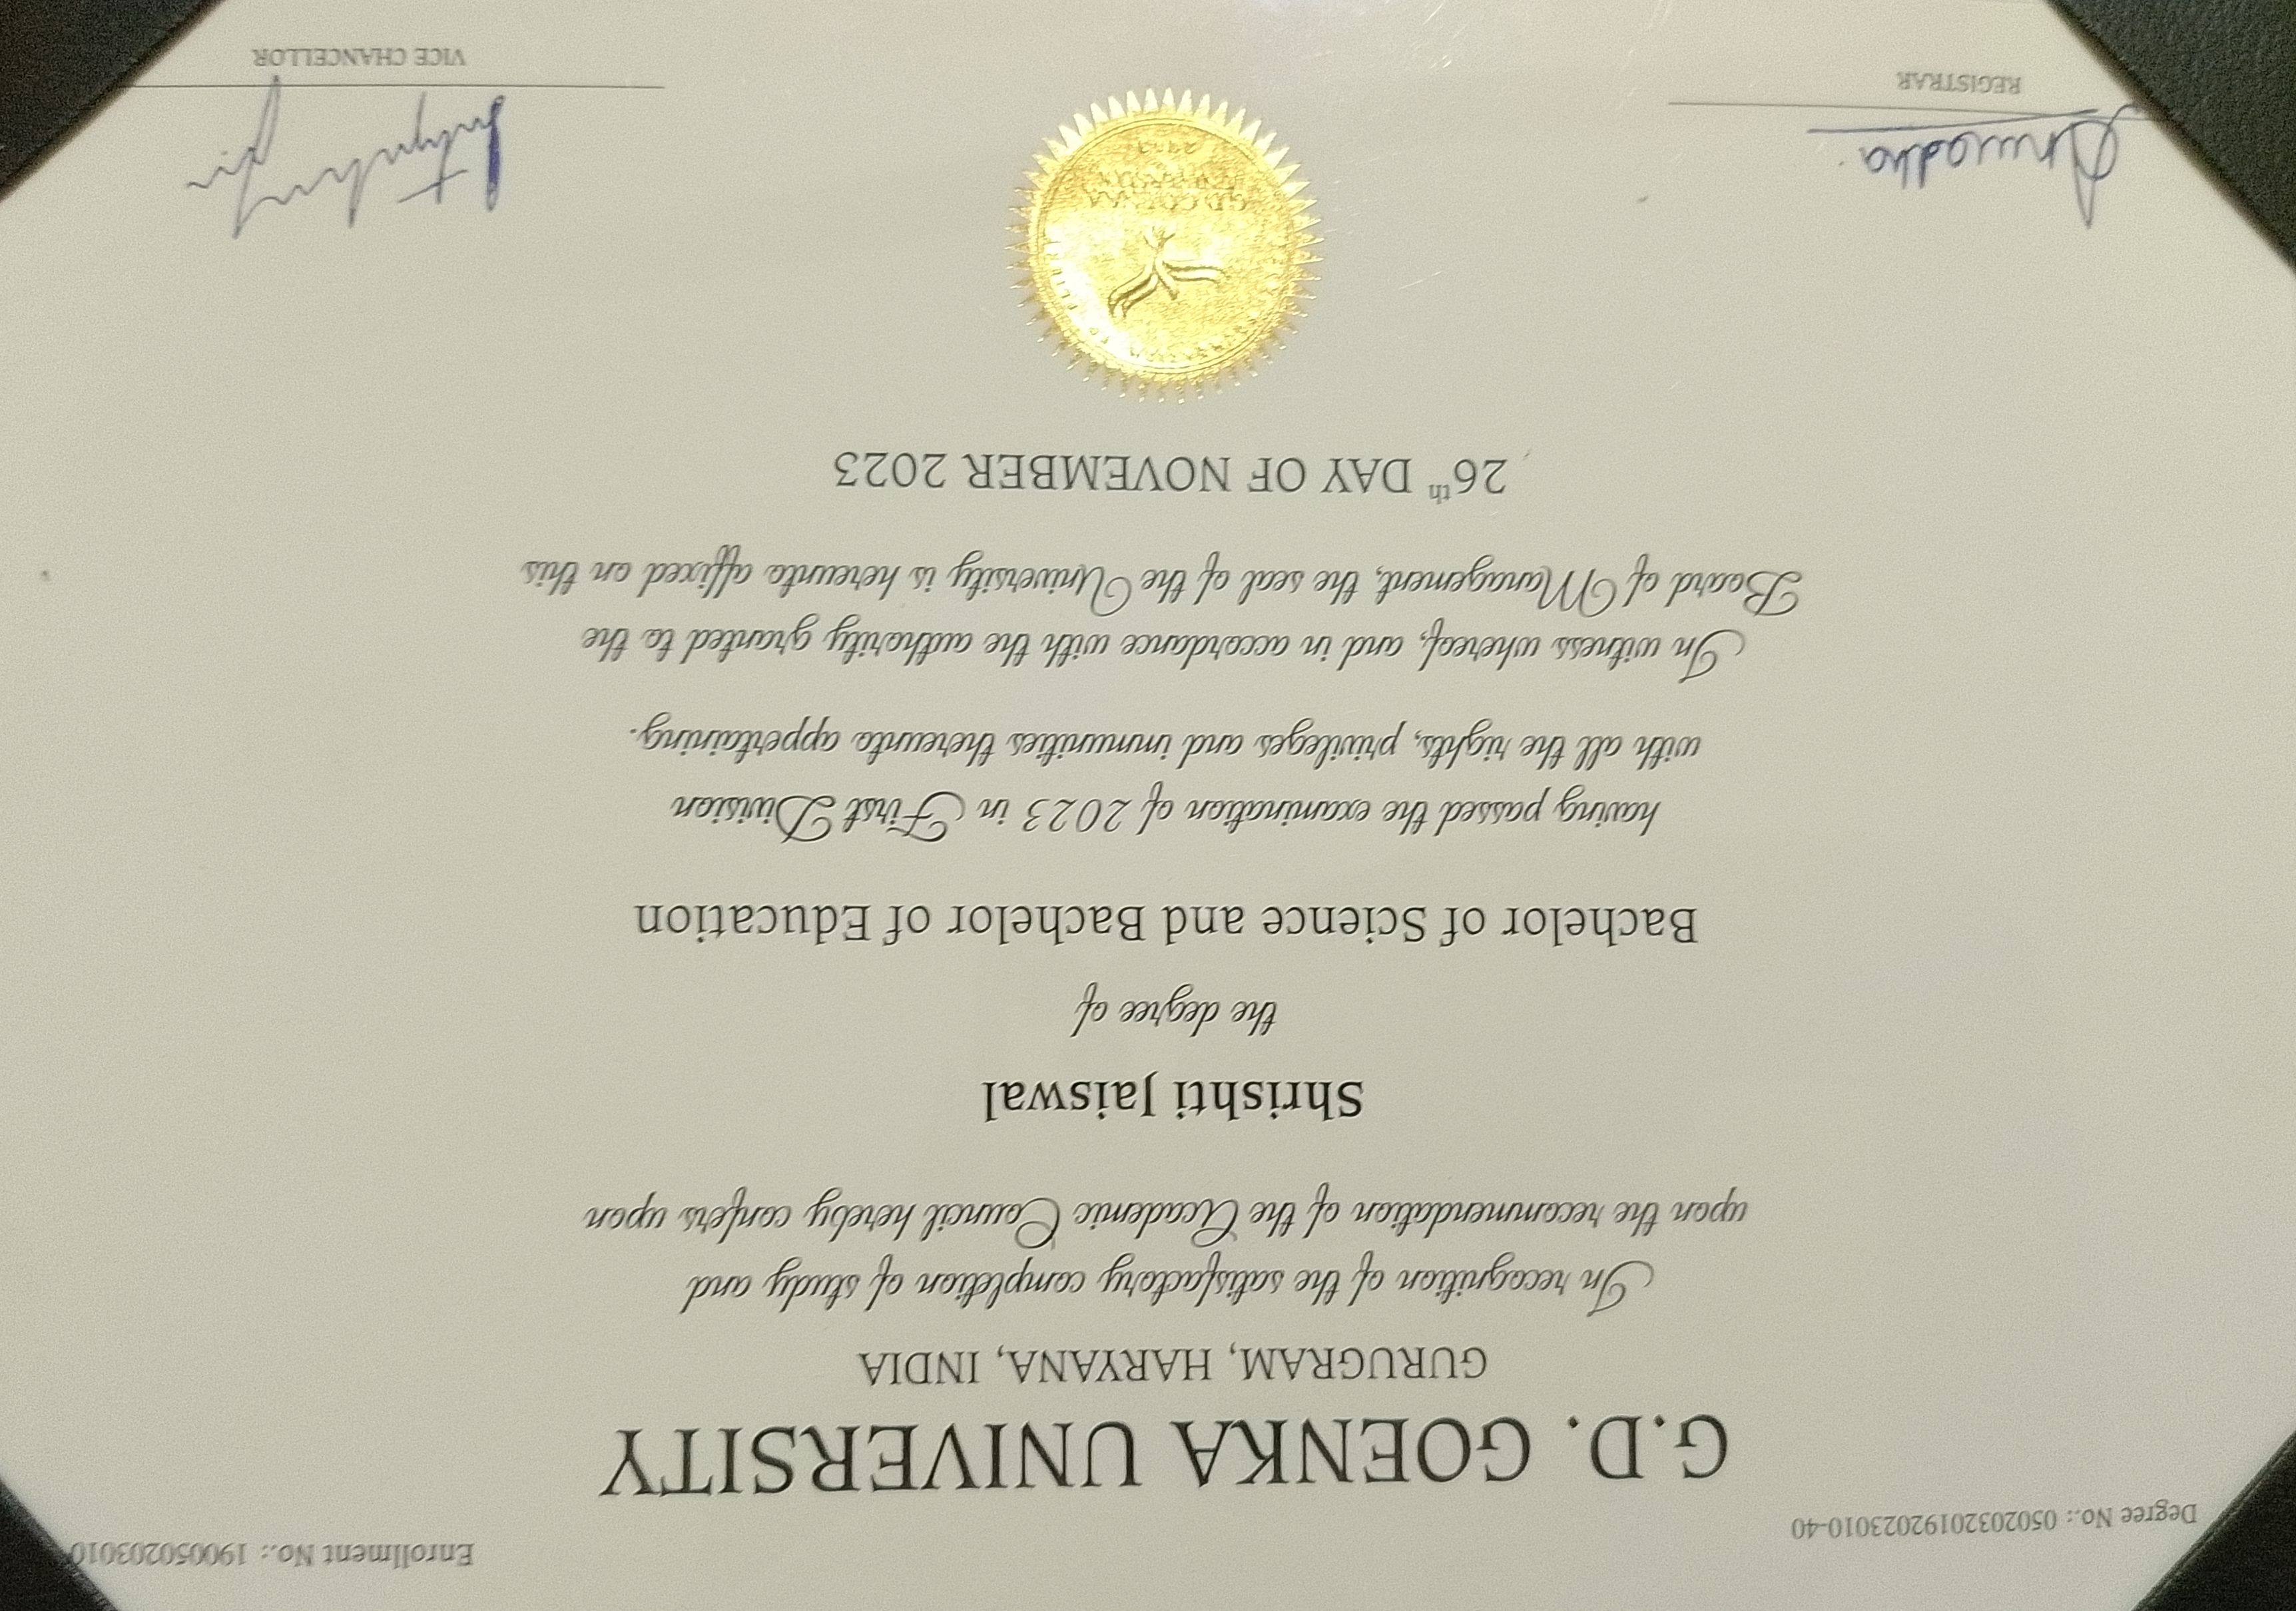 Degree No.: 05020320192023010-40
Enrollment No.: 190050203010
G.D. GOENKA UNIVERSITY
GURUGRAM, HARYANA, INDIA
In recognition of the satisfactory completion of study and
upon the recommendation of the Academic Council hereby confers upon
Shrishti Jaiswal
the degree of
Bachelor of Science and Bachelor of Education
having passed the examination of 2023 in First Division
with all the rights, privileges and immunities thereunto appertaining.
In witness whereof, and in accordance with the authority granted to the
Board of Management, the seal of the University is hereunto affixed on this
26th DAY OF NOVEMBER 2023
GD GOENKA
UNIVERSITY
REGISTRAR
VICE CHANCELLOR